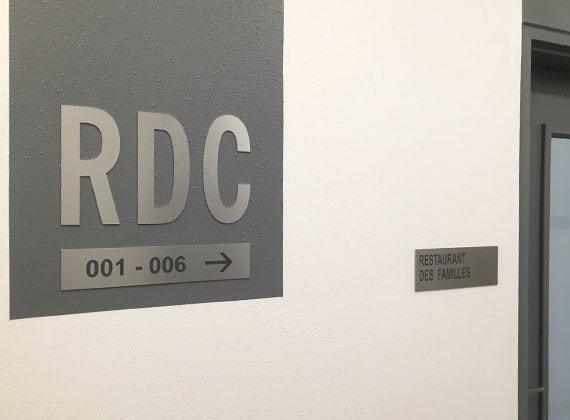 RDC
001 - 006 →
RESTAURANT
DES FAMILLES